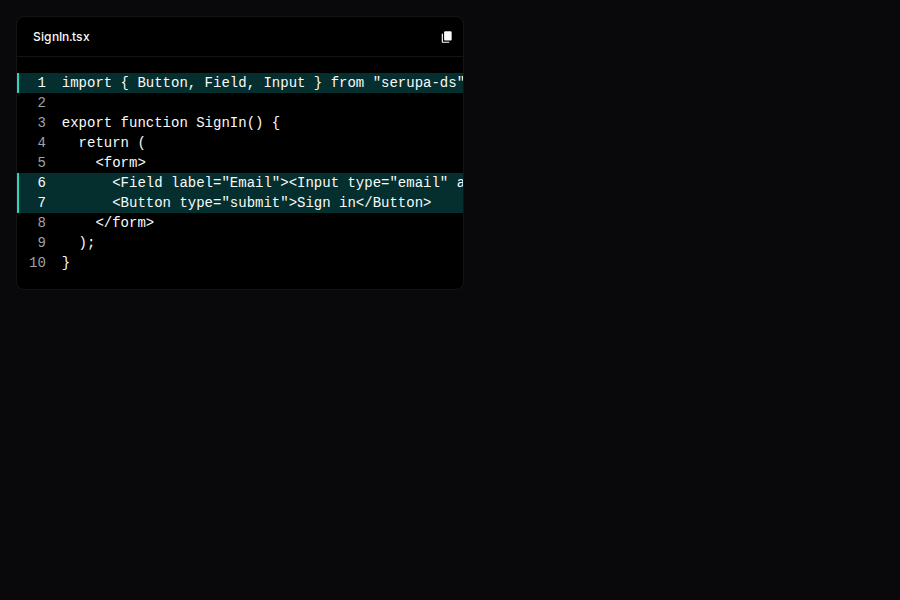 SignIn.tsx
1 import { Button, Field, Input } from "serupa-ds"
2
3 export function SignIn() {
4   return (
5     <form>
6       <Field label="Email"><Input type="email" a
7       <Button type="submit">Sign in</Button>
8     </form>
9   );
10 }